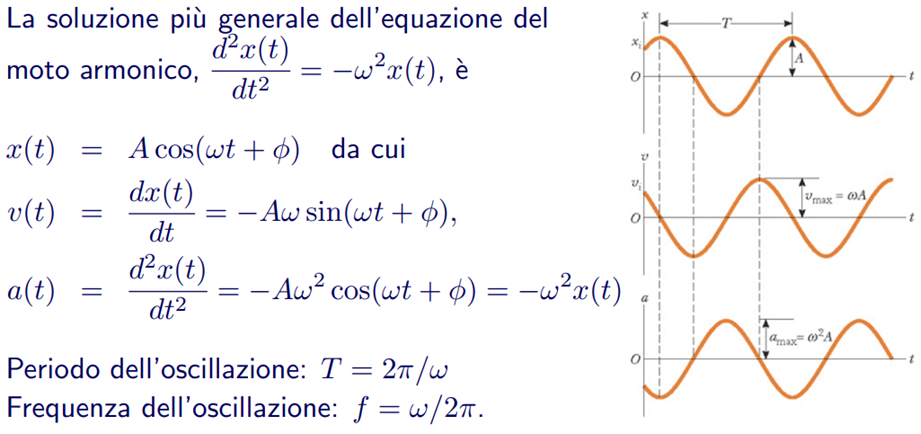 La soluzione più generale dell'equazione del
moto armonico, d²x(t)/dt² = −ω²x(t), è
x(t) = A cos(ωt + ϕ) da cui
v(t) = dx(t)/dt = −Aω sin(ωt + ϕ),
a(t) = d²x(t)/dt² = −Aω² cos(ωt + ϕ) = −ω²x(t)
Periodo dell'oscillazione: T = 2π/ω
Frequenza dell'oscillazione: f = ω/2π.
x
T
xᵢ
A
O
t
v
vᵢ
vmax = ωA
O
t
a
amax = ω²A
O
t